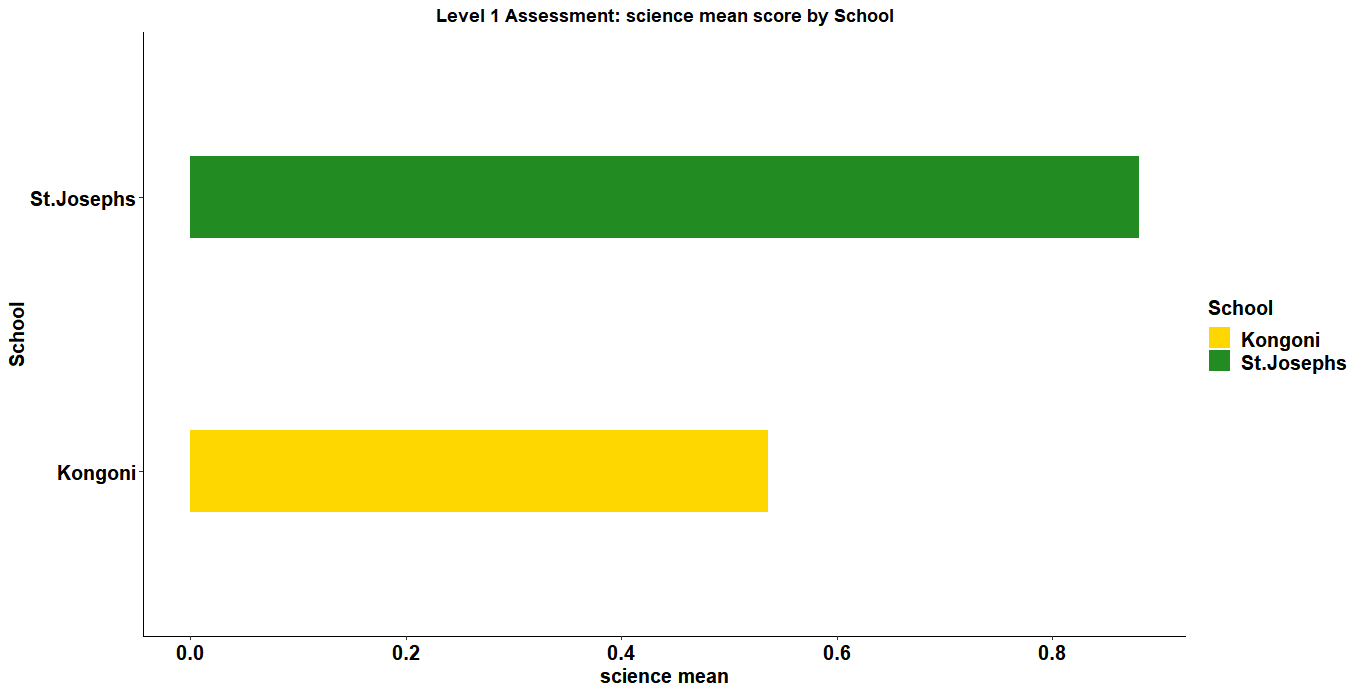 Level 1 Assessment: science mean score by School
St.Josephs
Kongoni
School
0.0 0.2 0.4 0.6 0.8
science mean
School
Kongoni
St.Josephs